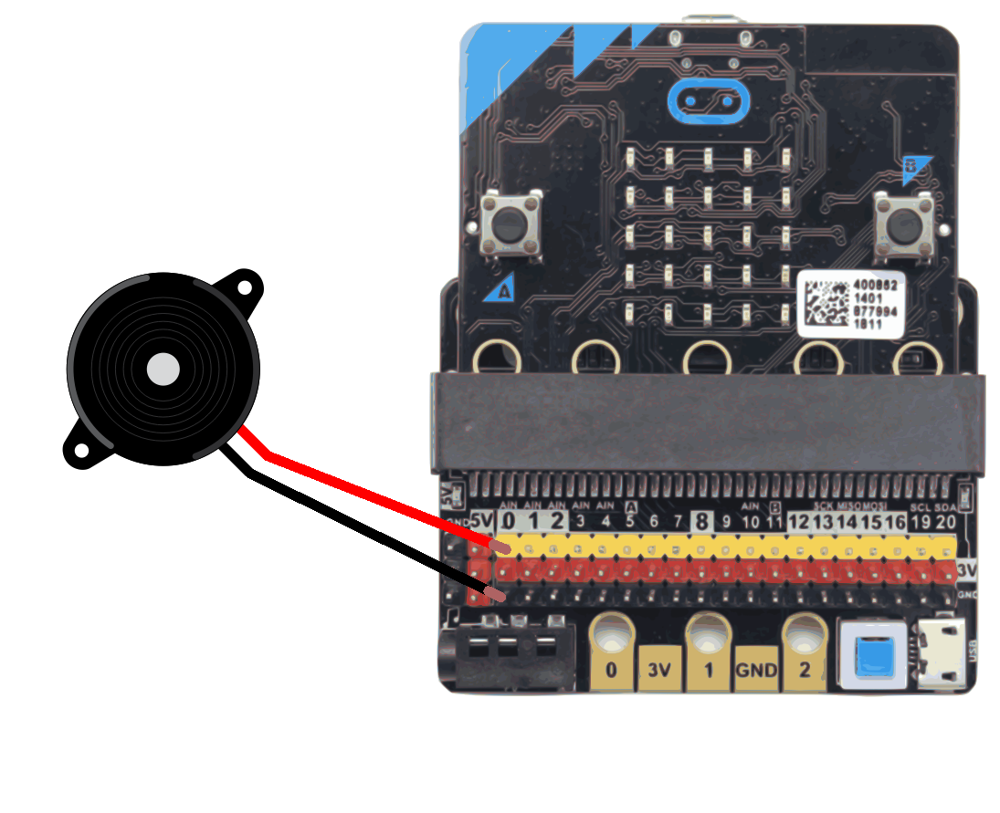 B
A
400852
1401
877994
1811
5V
AIN AIN AIN AIN AIN A AIN B SCK MISO MOSI SCL SDA
GND 5V 0 1 2 3 4 5 6 7 8 9 10 11 12 13 14 15 16 19 20
3V
GND
0 3V 1 GND 2
USB